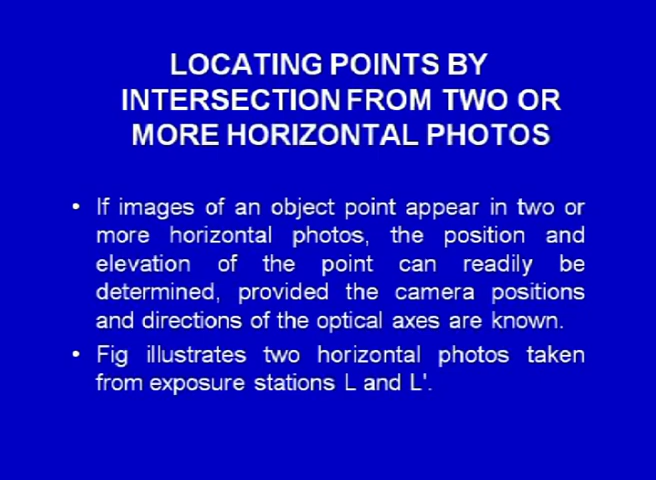 LOCATING POINTS BY
INTERSECTION FROM TWO OR
MORE HORIZONTAL PHOTOS
• If images of an object point appear in two or
more horizontal photos, the position and
elevation of the point can readily be
determined, provided the camera positions
and directions of the optical axes are known.
• Fig illustrates two horizontal photos taken
from exposure stations L and L'.